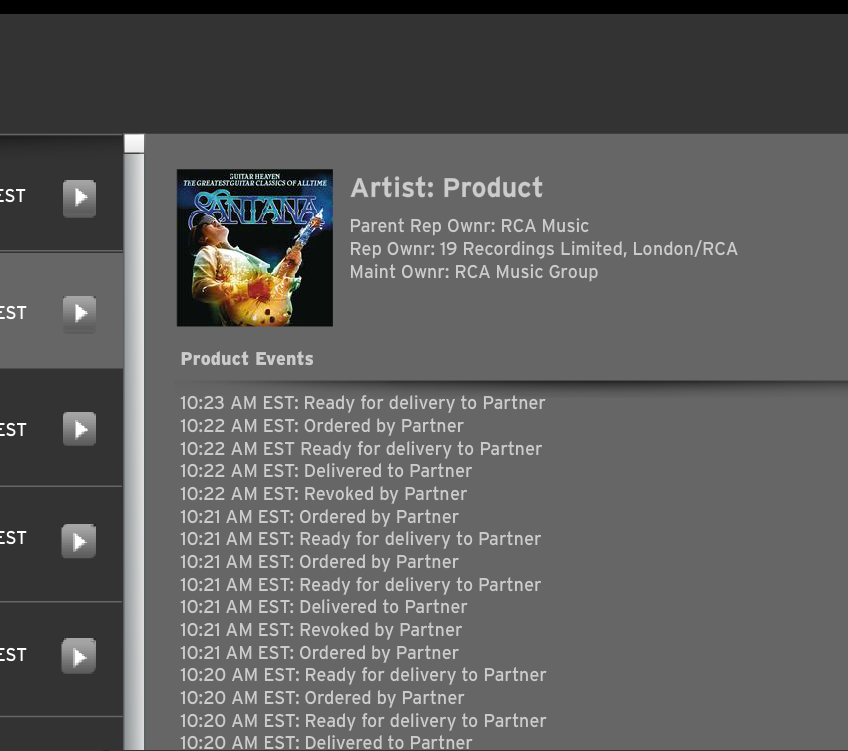 EST
EST
EST
EST
EST
GUITAR HEAVEN
THE GREATEST GUITAR CLASSICS OF ALL TIME
SANTANA
Artist: Product
Parent Rep Ownr: RCA Music
Rep Ownr: 19 Recordings Limited, London/RCA
Maint Ownr: RCA Music Group
Product Events
10:23 AM EST: Ready for delivery to Partner
10:22 AM EST: Ordered by Partner
10:22 AM EST Ready for delivery to Partner
10:22 AM EST: Delivered to Partner
10:22 AM EST: Revoked by Partner
10:21 AM EST: Ordered by Partner
10:21 AM EST: Ready for delivery to Partner
10:21 AM EST: Ordered by Partner
10:21 AM EST: Ready for delivery to Partner
10:21 AM EST: Delivered to Partner
10:21 AM EST: Revoked by Partner
10:21 AM EST: Ordered by Partner
10:20 AM EST: Ready for delivery to Partner
10:20 AM EST: Ordered by Partner
10:20 AM EST: Ready for delivery to Partner
10:20 AM EST: Delivered to Partner